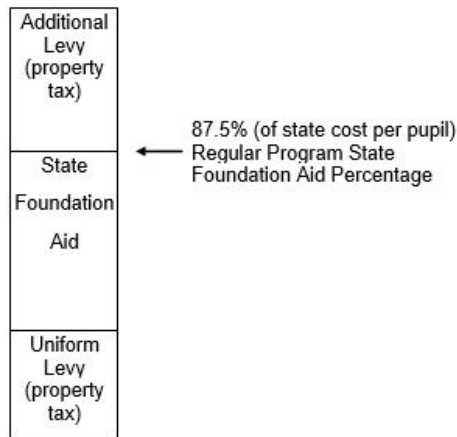 Additional
Levy
(property
tax)
87.5% (of state cost per pupil)
Regular Program State
Foundation Aid Percentage
State
Foundation
Aid
Uniform
Levy
(property
tax)